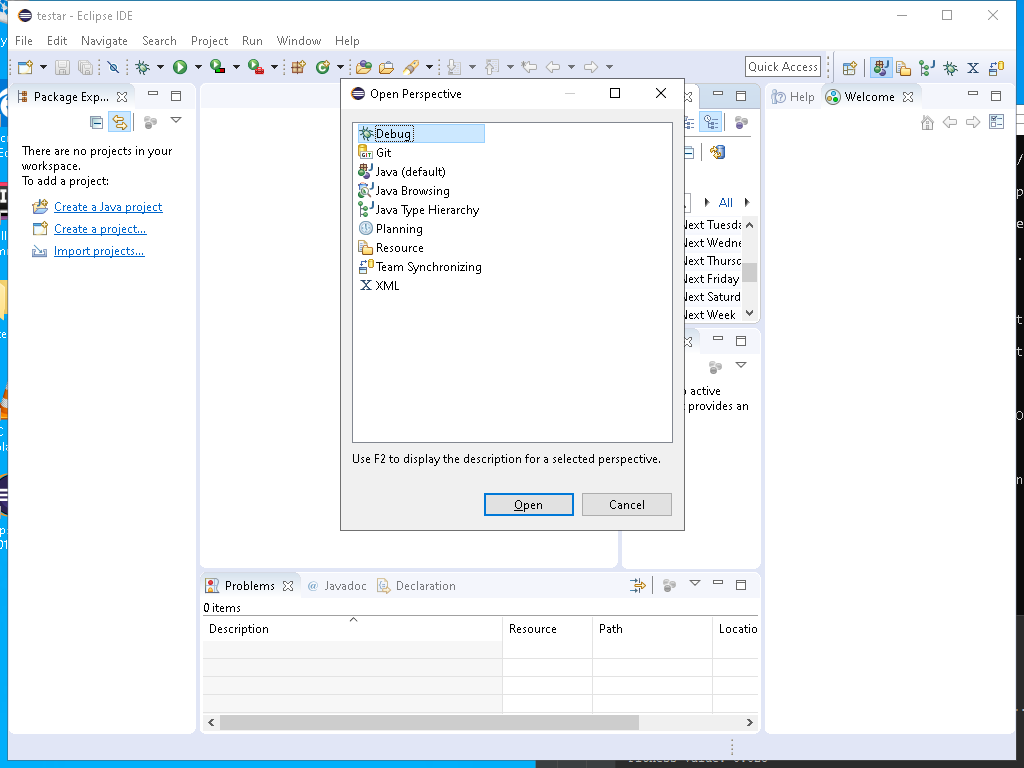 testar - Eclipse IDE
File Edit Navigate Search Project Run Window Help
Quick Access
Package Exp...
There are no projects in your
workspace.
To add a project:
Create a Java project
Create a project...
Import projects...
Open Perspective
Debug
Git
Java (default)
Java Browsing
Java Type Hierarchy
Planning
Resource
Team Synchronizing
XML
Use F2 to display the description for a selected perspective.
Open Cancel
All
Next Tuesda
Next Wedne
Next Thursd
Next Friday
Next Saturd
Next Week
active
provides an
Help Welcome
Problems @ Javadoc Declaration
0 items
Description Resource Path Locatio